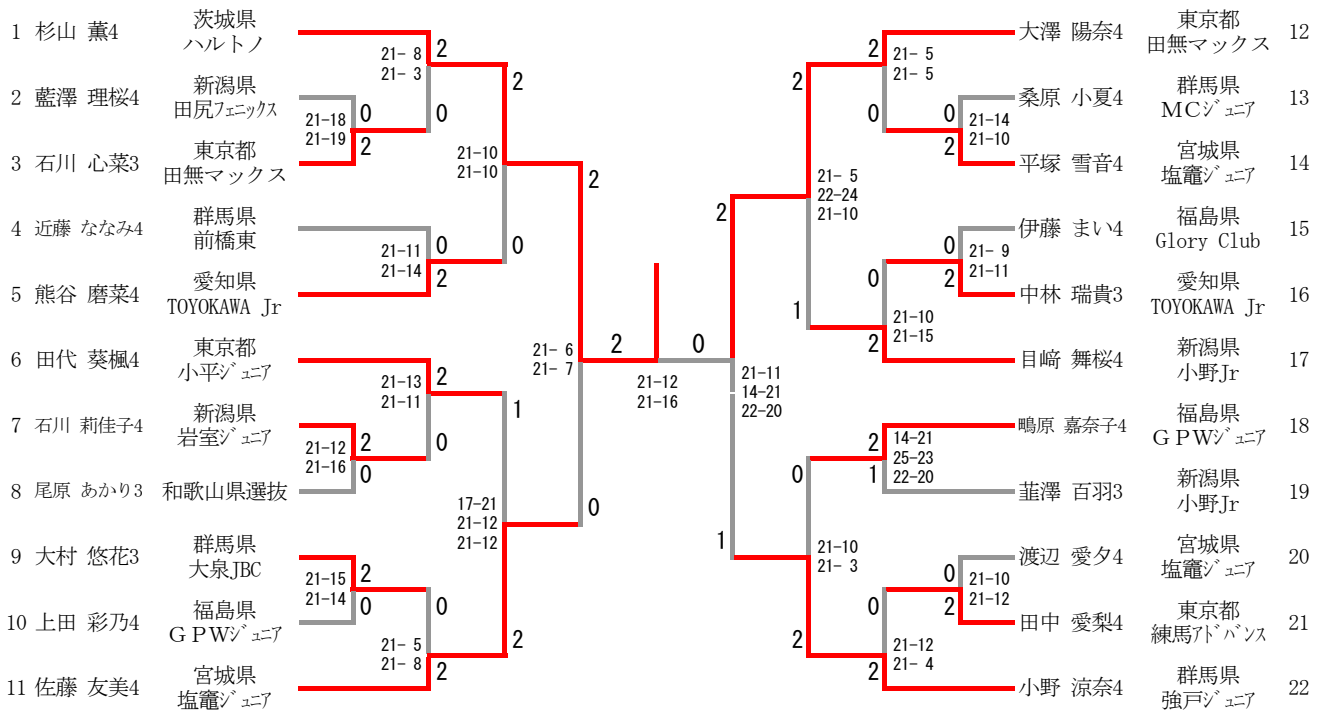 1 杉山 薫4 茨城県
ハルトノ
2 藍澤 理桜4 新潟県
田尻フェニックス
3 石川 心菜3 東京都
田無マックス
4 近藤 ななみ4 群馬県
前橋東
5 熊谷 磨菜4 愛知県
TOYOKAWA Jr
6 田代 葵楓4 東京都
小平ジュニア
7 石川 莉佳子4 新潟県
岩室ジュニア
8 尾原 あかり3 和歌山県選抜
9 大村 悠花3 群馬県
大泉JBC
10 上田 彩乃4 福島県
GPWジュニア
11 佐藤 友美4 宮城県
塩竈ジュニア
21- 8
21- 3
2
0
21-18
21-19
0
2
21-11
21-14
0
2
21-10
21-10
2
0
21-13
21-11
2
0
21-12
21-16
2
0
21-15
21-14
2
0
21- 5
21- 8
0
2
17-21
21-12
21-12
1
2
21- 6
21- 7
2
0
2
0
21-12
21-16
21-11
14-21
22-20
2
1
21- 5
22-24
21-10
2
1
21- 5
21- 5
2
0
21-14
21-10
0
2
21- 9
21-11
0
2
21-10
21-15
0
2
14-21
25-23
22-20
2
1
21-10
21- 3
0
2
21-10
21-12
0
2
21-12
21- 4
0
2
大澤 陽奈4 東京都
田無マックス 12
桑原 小夏4 群馬県
MCジュニア 13
平塚 雪音4 宮城県
塩竈ジュニア 14
伊藤 まい4 福島県
Glory Club 15
中林 瑞貴3 愛知県
TOYOKAWA Jr 16
目﨑 舞桜4 新潟県
小野Jr 17
鴫原 嘉奈子4 福島県
GPWジュニア 18
韮澤 百羽3 新潟県
小野Jr 19
渡辺 愛夕4 宮城県
塩竈ジュニア 20
田中 愛梨4 東京都
練馬アドバンス 21
小野 涼奈4 群馬県
強戸ジュニア 22